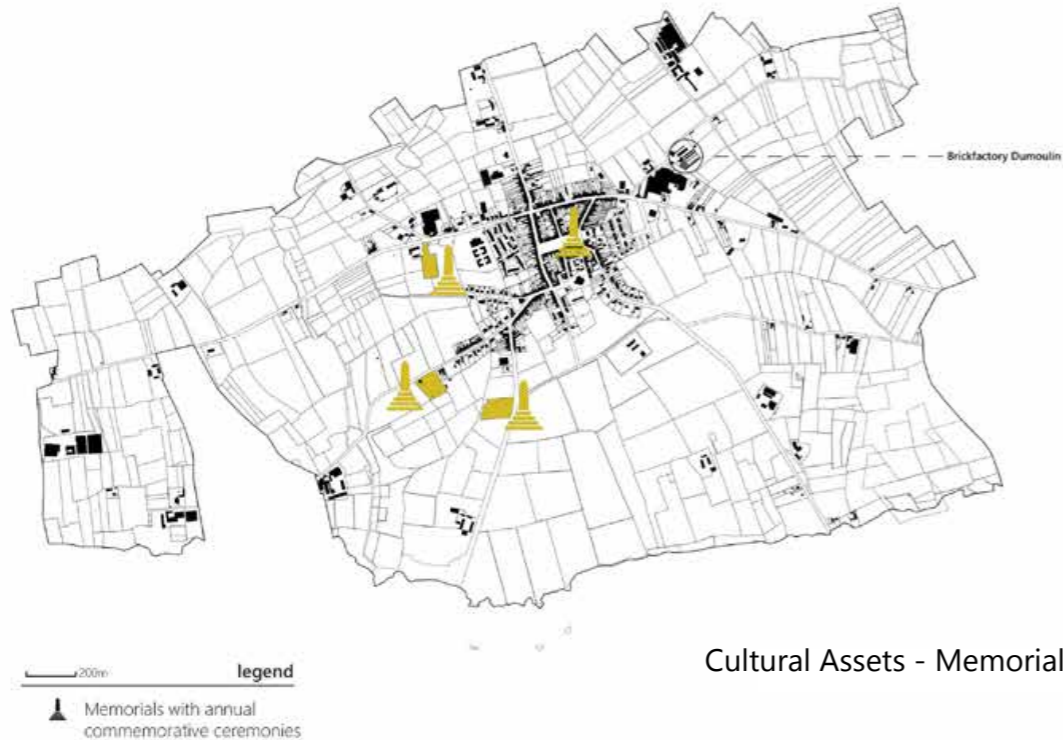 Brickfactory Dumoulin
200m
legend
Cultural Assets - Memorial
Memorials with annual
commemorative ceremonies